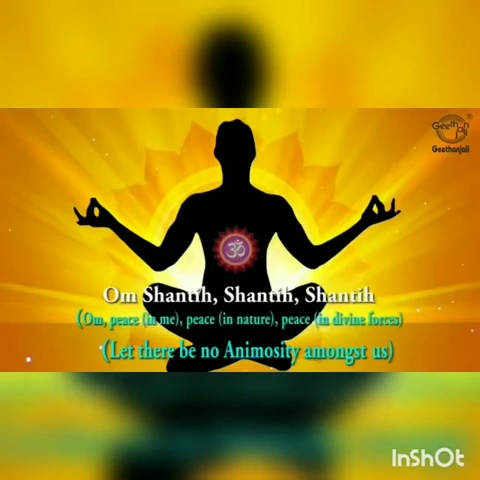 Geethanjali
Geethanjali
ॐ
Om Shantih, Shantih, Shantih
(Om, peace (in me), peace (in nature), peace (in divine forces)
(Let there be no Animosity amongst us)
InShOt